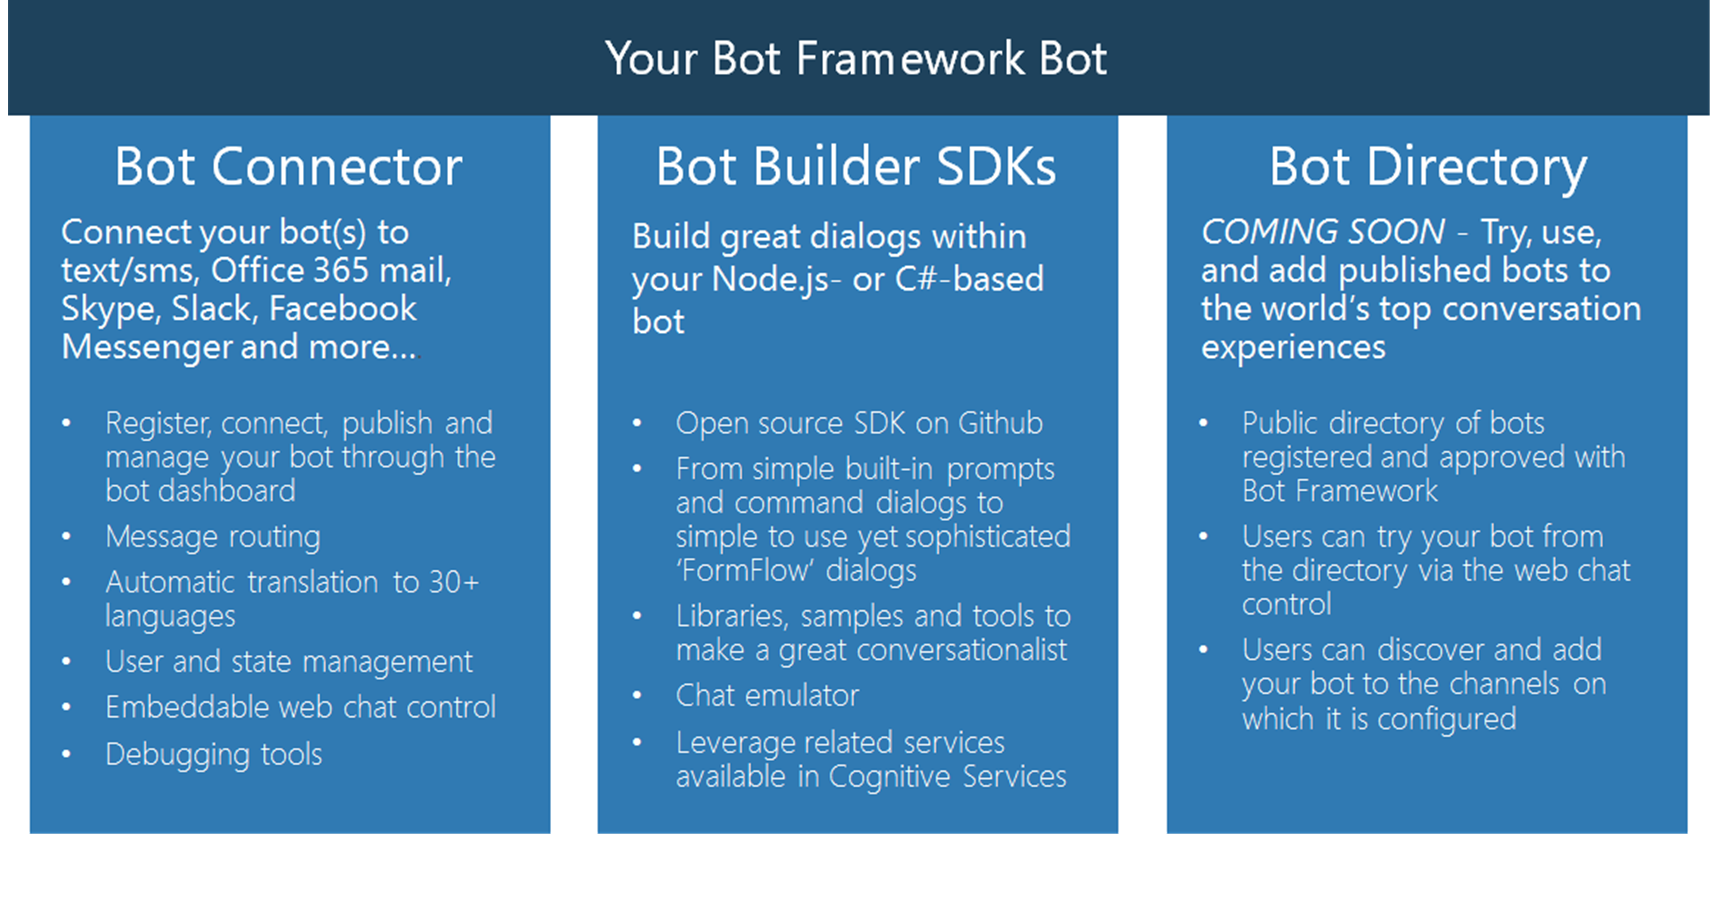 Your Bot Framework Bot
Bot Connector
Connect your bot(s) to
text/sms, Office 365 mail,
Skype, Slack, Facebook
Messenger and more....
• Register, connect, publish and
manage your bot through the
bot dashboard
• Message routing
• Automatic translation to 30+
languages
• User and state management
• Embeddable web chat control
• Debugging tools
Bot Builder SDKs
Build great dialogs within
your Node.js- or C#-based
bot
• Open source SDK on Github
• From simple built-in prompts
and command dialogs to
simple to use yet sophisticated
‘FormFlow’ dialogs
• Libraries, samples and tools to
make a great conversationalist
• Chat emulator
• Leverage related services
available in Cognitive Services
Bot Directory
COMING SOON - Try, use,
and add published bots to
the world’s top conversation
experiences
• Public directory of bots
registered and approved with
Bot Framework
• Users can try your bot from
the directory via the web chat
control
• Users can discover and add
your bot to the channels on
which it is configured